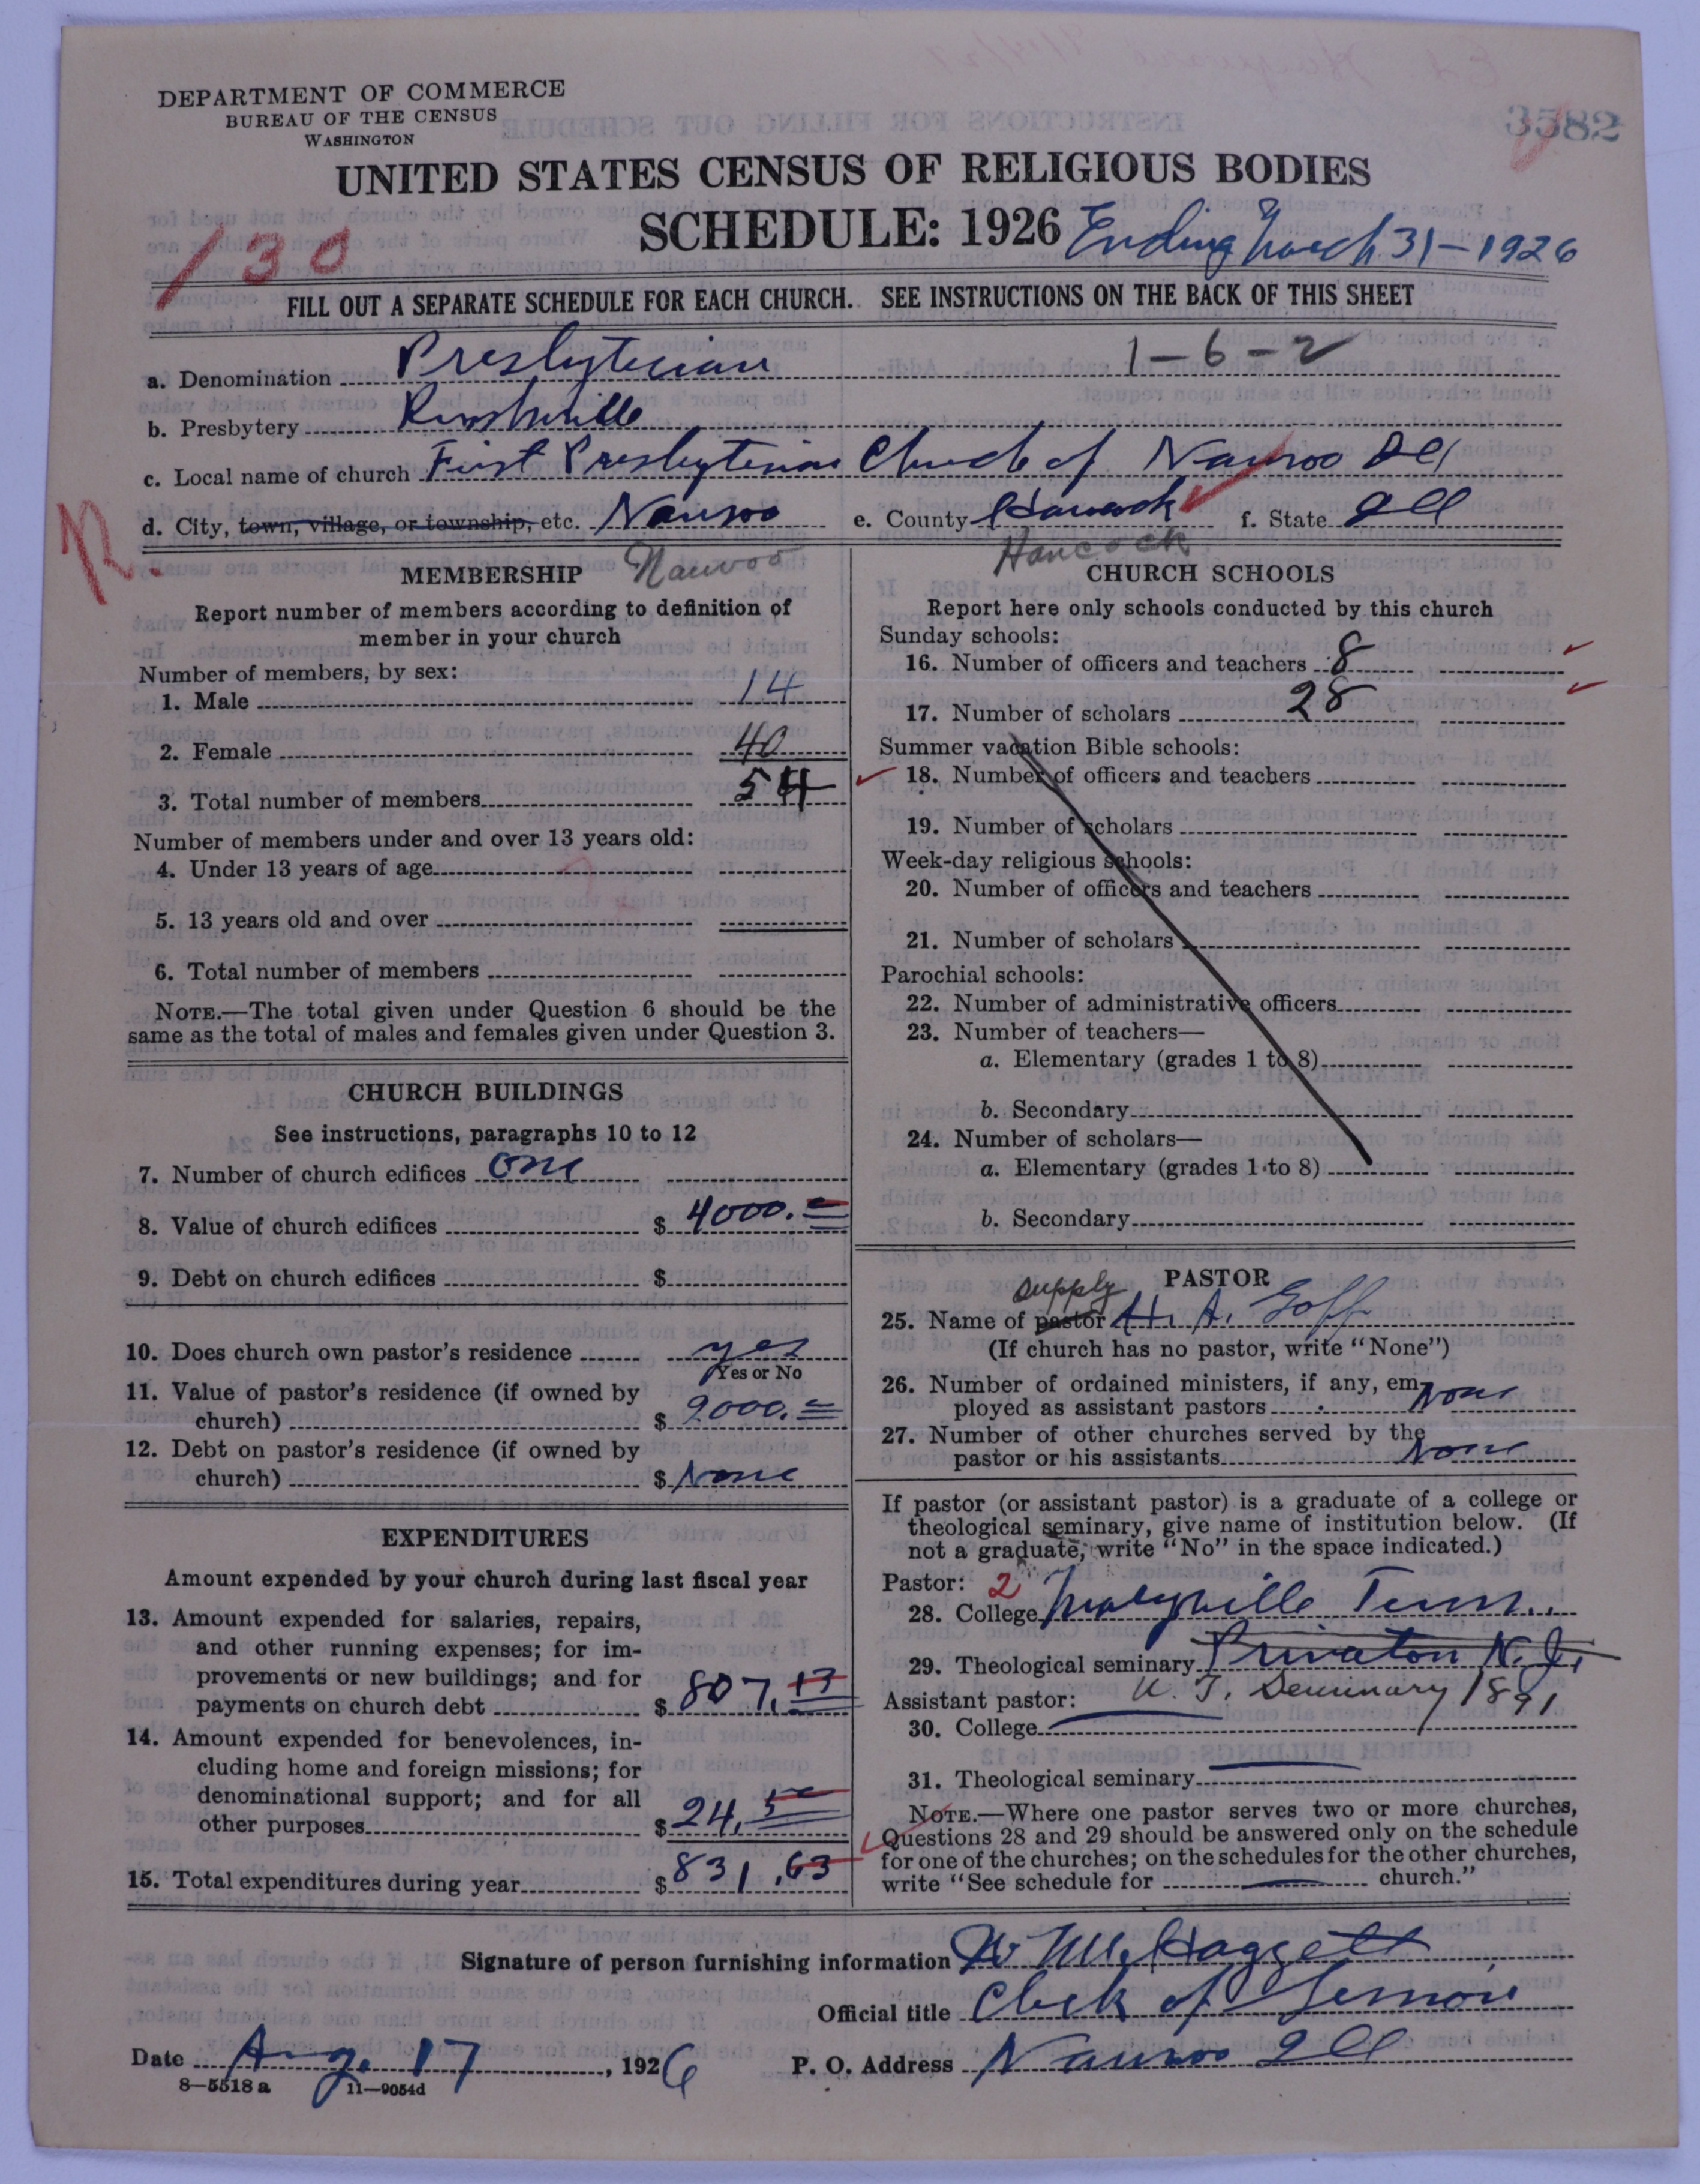 DEPARTMENT OF COMMERCE
BUREAU OF THE CENSUS
WASHINGTON
3582
UNITED STATES CENSUS OF RELIGIOUS BODIES
SCHEDULE: 1926 Ending March 31-1926
130
FILL OUT A SEPARATE SCHEDULE FOR EACH CHURCH. SEE INSTRUCTIONS ON THE BACK OF THIS SHEET
1-6-2
a. Denomination Presbyterian
b. Presbytery Rushville
c. Local name of church First Presbyterian Church of Nauvoo Ill
d. City, town, village, or township, etc. Nauvoo e. County Hancock f. State Ill
R.
Nauvoo
Hancock
MEMBERSHIP
Report number of members according to definition of
member in your church
Number of members, by sex:
1. Male 14
2. Female 40
3. Total number of members 54
Number of members under and over 13 years old:
4. Under 13 years of age
5. 13 years old and over
6. Total number of members
NOTE.—The total given under Question 6 should be the
same as the total of males and females given under Question 3.
CHURCH BUILDINGS
See instructions, paragraphs 10 to 12
7. Number of church edifices One
8. Value of church edifices $ 4000.=
9. Debt on church edifices $
10. Does church own pastor's residence yes
Yes or No
11. Value of pastor's residence (if owned by
church) $ 2000.=
12. Debt on pastor's residence (if owned by
church) $ None
EXPENDITURES
Amount expended by your church during last fiscal year
13. Amount expended for salaries, repairs,
and other running expenses; for im-
provements or new buildings; and for
payments on church debt $ 807.13
14. Amount expended for benevolences, in-
cluding home and foreign missions; for
denominational support; and for all
other purposes $ 24.50
15. Total expenditures during year $ 831.63
CHURCH SCHOOLS
Report here only schools conducted by this church
Sunday schools:
16. Number of officers and teachers 8
17. Number of scholars 28
Summer vacation Bible schools:
18. Number of officers and teachers
19. Number of scholars
Week-day religious schools:
20. Number of officers and teachers
21. Number of scholars
Parochial schools:
22. Number of administrative officers
23. Number of teachers—
a. Elementary (grades 1 to 8)
b. Secondary
24. Number of scholars—
a. Elementary (grades 1 to 8)
b. Secondary
PASTOR
supply
25. Name of pastor H. A. Goff
(If church has no pastor, write "None")
26. Number of ordained ministers, if any, em-
ployed as assistant pastors None
27. Number of other churches served by the
pastor or his assistants None
If pastor (or assistant pastor) is a graduate of a college or
theological seminary, give name of institution below. (If
not a graduate, write "No" in the space indicated.)
Pastor: 2
28. College Maryville Tenn.
29. Theological seminary Princeton N.J.
Assistant pastor: U. T. Seminary 1891
30. College
31. Theological seminary
NOTE.—Where one pastor serves two or more churches,
Questions 28 and 29 should be answered only on the schedule
for one of the churches; on the schedules for the other churches,
write "See schedule for church."
Signature of person furnishing information Haggett
Official title Clerk of Session
Date Aug. 17, 1926 P. O. Address Nauvoo Ill
8-5518 a 11-9054d